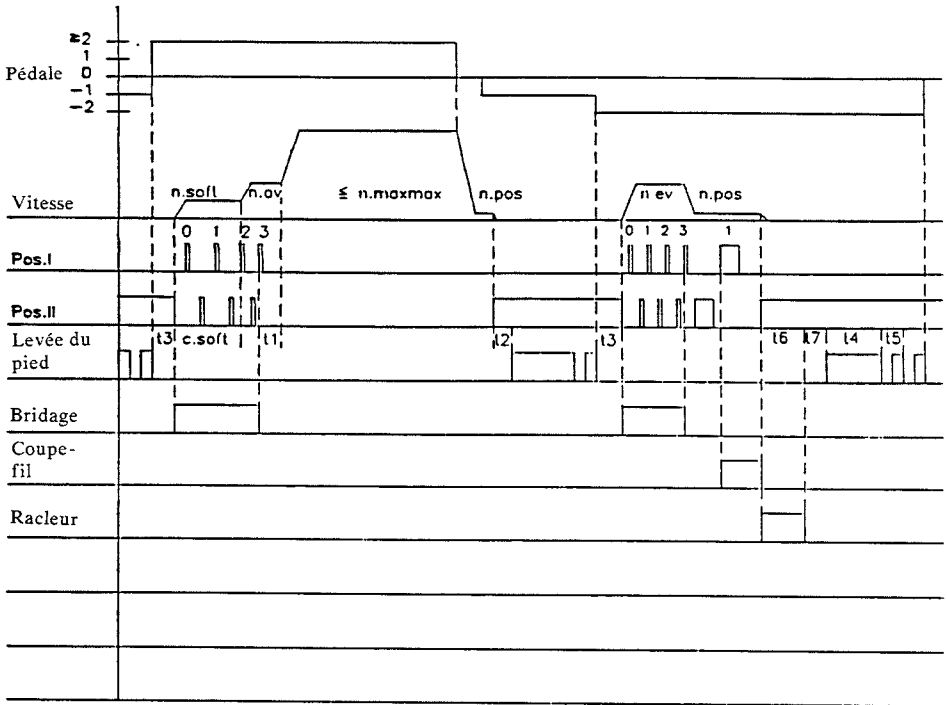 ≥2
1
Pédale 0
-1
-2
n.soft n.av ≤ n.maxmax n.pos n ev n.pos
Vitesse
0 1 2 3 0 1 2 3 1
Pos.I
Pos.II
Levée du pied t3 c.soft t1 t2 t3 t6 t7 t4 t5
Bridage
Coupe-
fil
Racleur